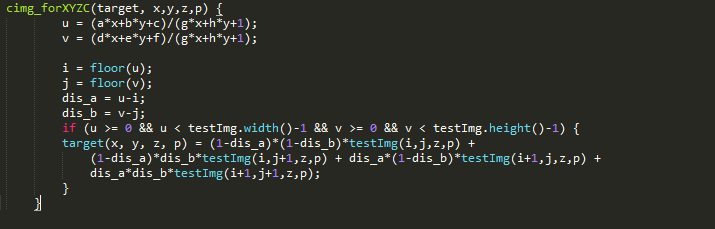 cimg_forXYZC(target, x,y,z,p) {
u = (a*x+b*y+c)/(g*x+h*y+1);
v = (d*x+e*y+f)/(g*x+h*y+1);
i = floor(u);
j = floor(v);
dis_a = u-i;
dis_b = v-j;
if (u >= 0 && u < testImg.width()-1 && v >= 0 && v < testImg.height()-1) {
target(x, y, z, p) = (1-dis_a)*(1-dis_b)*testImg(i,j,z,p) +
(1-dis_a)*dis_b*testImg(i,j+1,z,p) + dis_a*(1-dis_b)*testImg(i+1,j,z,p) +
dis_a*dis_b*testImg(i+1,j+1,z,p);
}
}